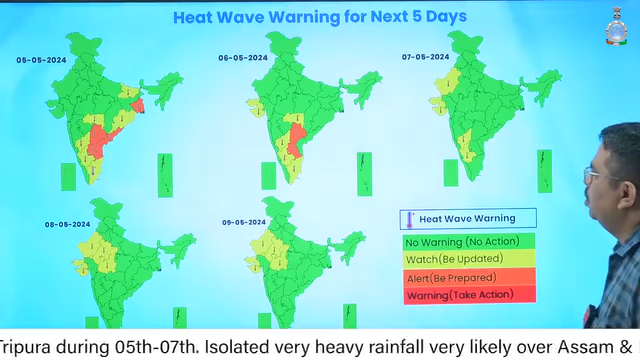 Heat Wave Warning for Next 5 Days
05-05-2024
06-05-2024
07-05-2024
08-05-2024
09-05-2024
Heat Wave Warning
No Warning (No Action)
Watch(Be Updated)
Alert(Be Prepared)
Warning(Take Action)
Tripura during 05th-07th. Isolated very heavy rainfall very likely over Assam &